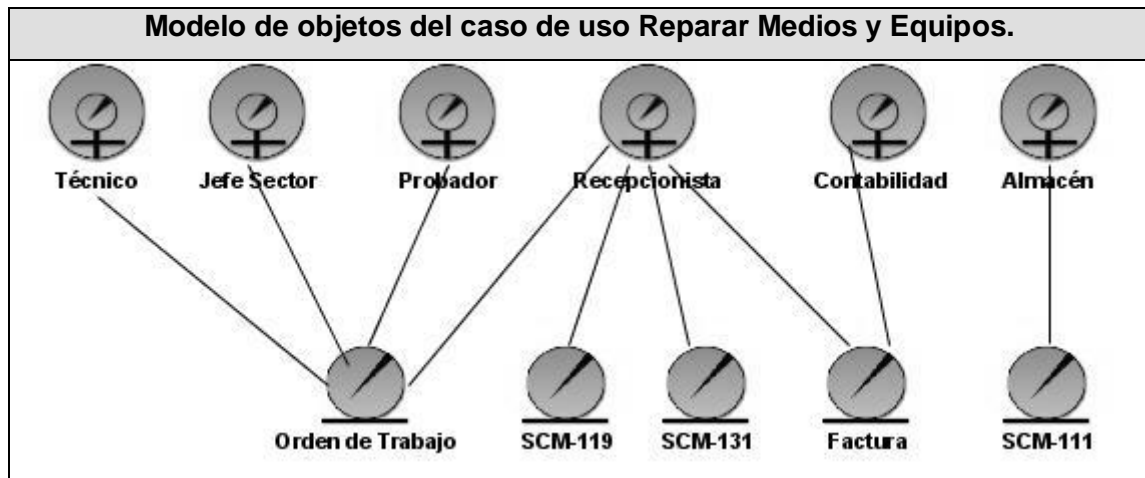 Modelo de objetos del caso de uso Reparar Medios y Equipos.
Técnico Jefe Sector Probador Recepcionista Contabilidad Almacén
Orden de Trabajo SCM-119 SCM-131 Factura SCM-111